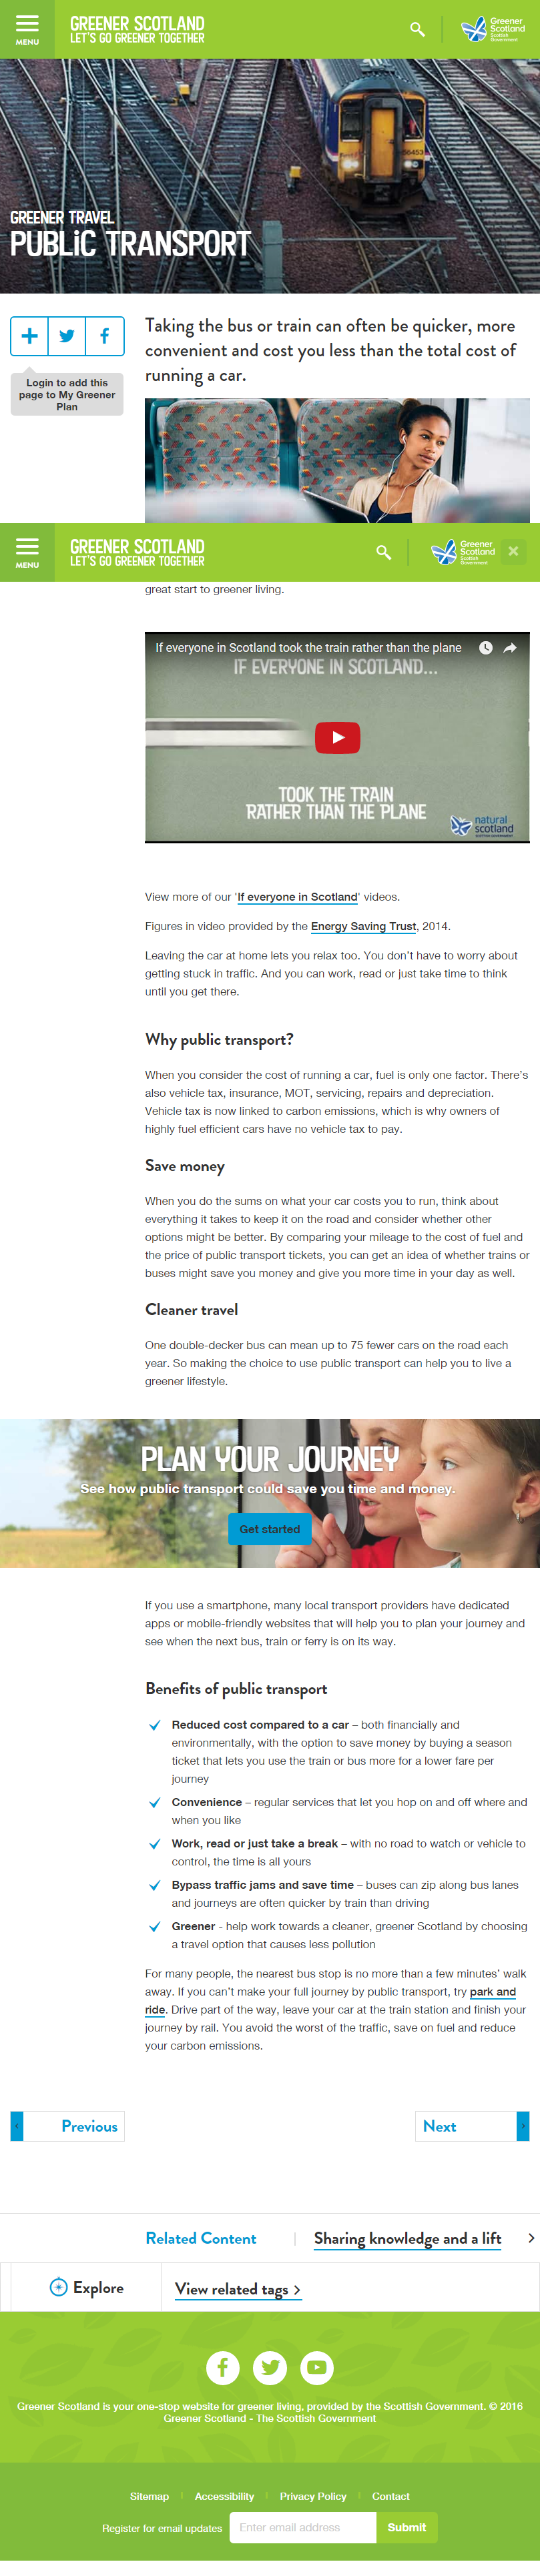 MENU
GREENER SCOTLAND
LET'S GO GREENER TOGETHER
Greener
Scotland
Scottish
Government
GREENER TRAVEL
PUBLIC TRANSPORT
Taking the bus or train can often be quicker, more
convenient and cost you less than the total cost of
running a car.
Login to add this
page to My Greener
Plan
MENU
GREENER SCOTLAND
LET'S GO GREENER TOGETHER
Greener
Scotland
Scottish
Government
great start to greener living.
If everyone in Scotland took the train rather than the plane
IF EVERYONE IN SCOTLAND...
TOOK THE TRAIN
RATHER THAN THE PLANE
natural
scotland
View more of our 'If everyone in Scotland' videos.
Figures in video provided by the Energy Saving Trust, 2014.
Leaving the car at home lets you relax too. You don't have to worry about
getting stuck in traffic. And you can work, read or just take time to think
until you get there.
Why public transport?
When you consider the cost of running a car, fuel is only one factor. There's
also vehicle tax, insurance, MOT, servicing, repairs and depreciation.
Vehicle tax is now linked to carbon emissions, which is why owners of
highly fuel efficient cars have no vehicle tax to pay.
Save money
When you do the sums on what your car costs you to run, think about
everything it takes to keep it on the road and consider whether other
options might be better. By comparing your mileage to the cost of fuel and
the price of public transport tickets, you can get an idea of whether trains or
buses might save you money and give you more time in your day as well.
Cleaner travel
One double-decker bus can mean up to 75 fewer cars on the road each
year. So making the choice to use public transport can help you to live a
greener lifestyle.
PLAN YOUR JOURNEY
See how public transport could save you time and money.
Get started
If you use a smartphone, many local transport providers have dedicated
apps or mobile-friendly websites that will help you to plan your journey and
see when the next bus, train or ferry is on its way.
Benefits of public transport
Reduced cost compared to a car – both financially and
environmentally, with the option to save money by buying a season
ticket that lets you use the train or bus more for a lower fare per
journey
Convenience – regular services that let you hop on and off where and
when you like
Work, read or just take a break – with no road to watch or vehicle to
control, the time is all yours
Bypass traffic jams and save time – buses can zip along bus lanes
and journeys are often quicker by train than driving
Greener - help work towards a cleaner, greener Scotland by choosing
a travel option that causes less pollution
For many people, the nearest bus stop is no more than a few minutes' walk
away. If you can't make your full journey by public transport, try park and
ride. Drive part of the way, leave your car at the train station and finish your
journey by rail. You avoid the worst of the traffic, save on fuel and reduce
your carbon emissions.
Previous
Next
Related Content
Sharing knowledge and a lift
Explore
View related tags
Greener Scotland is your one-stop website for greener living, provided by the Scottish Government. © 2016
Greener Scotland - The Scottish Government
Sitemap
Accessibility
Privacy Policy
Contact
Register for email updates
Enter email address
Submit